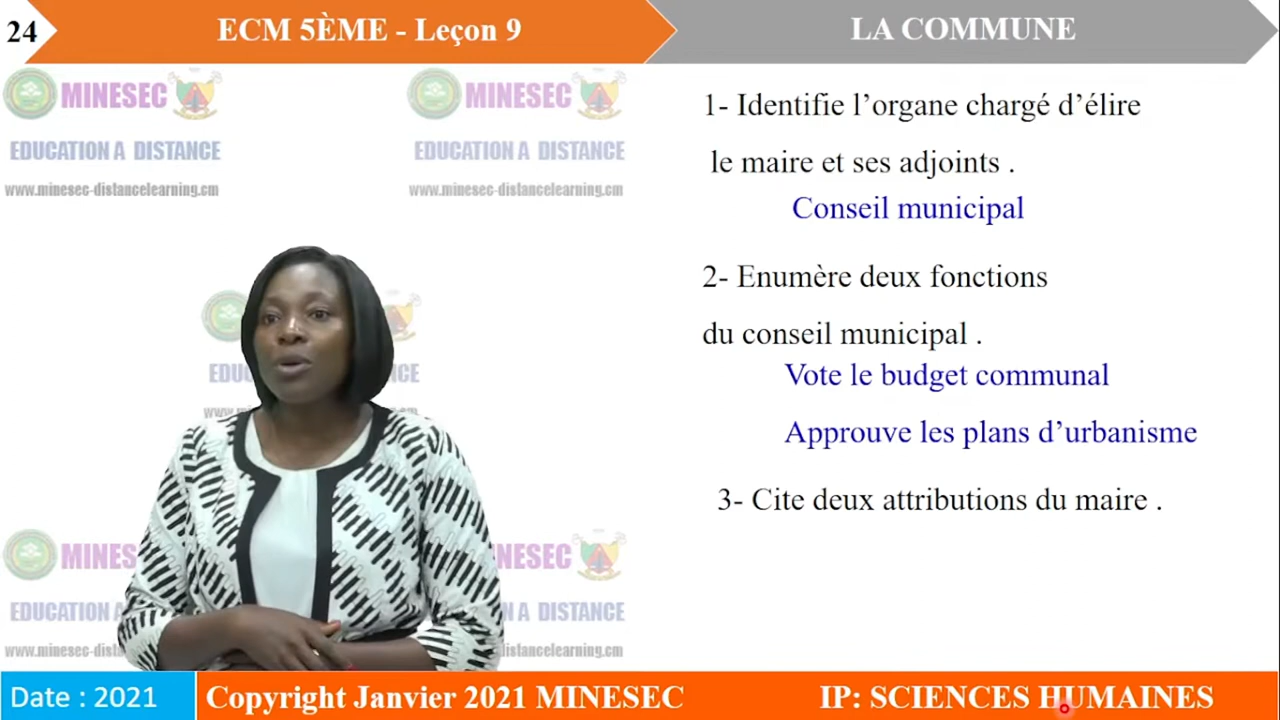 24
ECM 5ÈME - Leçon 9
LA COMMUNE
MINESEC
EDUCATION A DISTANCE
www.minesec-distancelearning.cm
MINESEC
EDUCATION A DISTANCE
www.minesec-distancelearning.cm
1- Identifie l’organe chargé d’élire
le maire et ses adjoints .
Conseil municipal
2- Enumère deux fonctions
du conseil municipal .
Vote le budget communal
Approuve les plans d’urbanisme
3- Cite deux attributions du maire .
EDUCATION
DISTANCE
Date : 2021
Copyright Janvier 2021 MINESEC
IP: SCIENCES HUMAINES